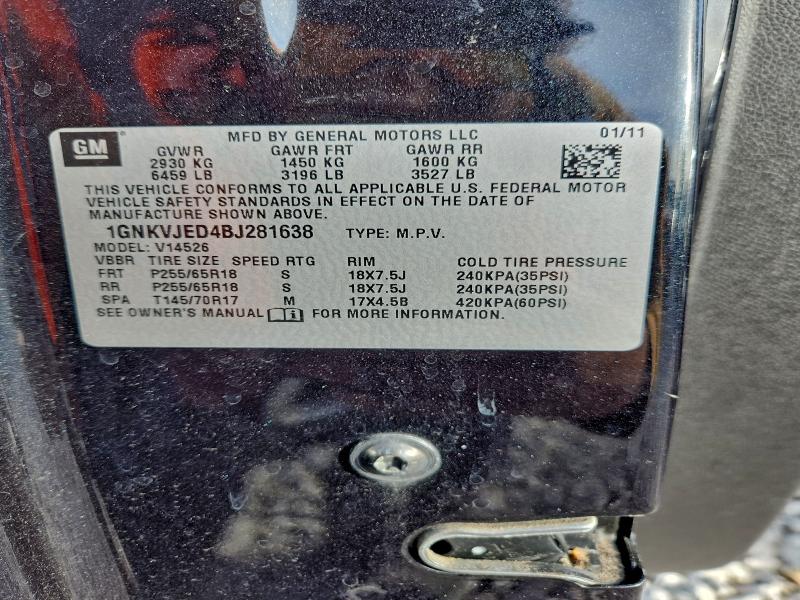 GM
MFD BY GENERAL MOTORS LLC 01/11
GVWR GAWR FRT GAWR RR
2930 KG 1450 KG 1600 KG
6459 LB 3196 LB 3527 LB
THIS VEHICLE CONFORMS TO ALL APPLICABLE U.S. FEDERAL MOTOR
VEHICLE SAFETY STANDARDS IN EFFECT ON THE DATE OF
MANUFACTURE SHOWN ABOVE.
1GNKVJED4BJ281638 TYPE: M.P.V.
MODEL: V14526
VBBR TIRE SIZE SPEED RTG RIM COLD TIRE PRESSURE
FRT P255/65R18 S 18X7.5J 240KPA(35PSI)
RR P255/65R18 S 18X7.5J 240KPA(35PSI)
SPA T145/70R17 M 17X4.5B 420KPA(60PSI)
SEE OWNER'S MANUAL FOR MORE INFORMATION.